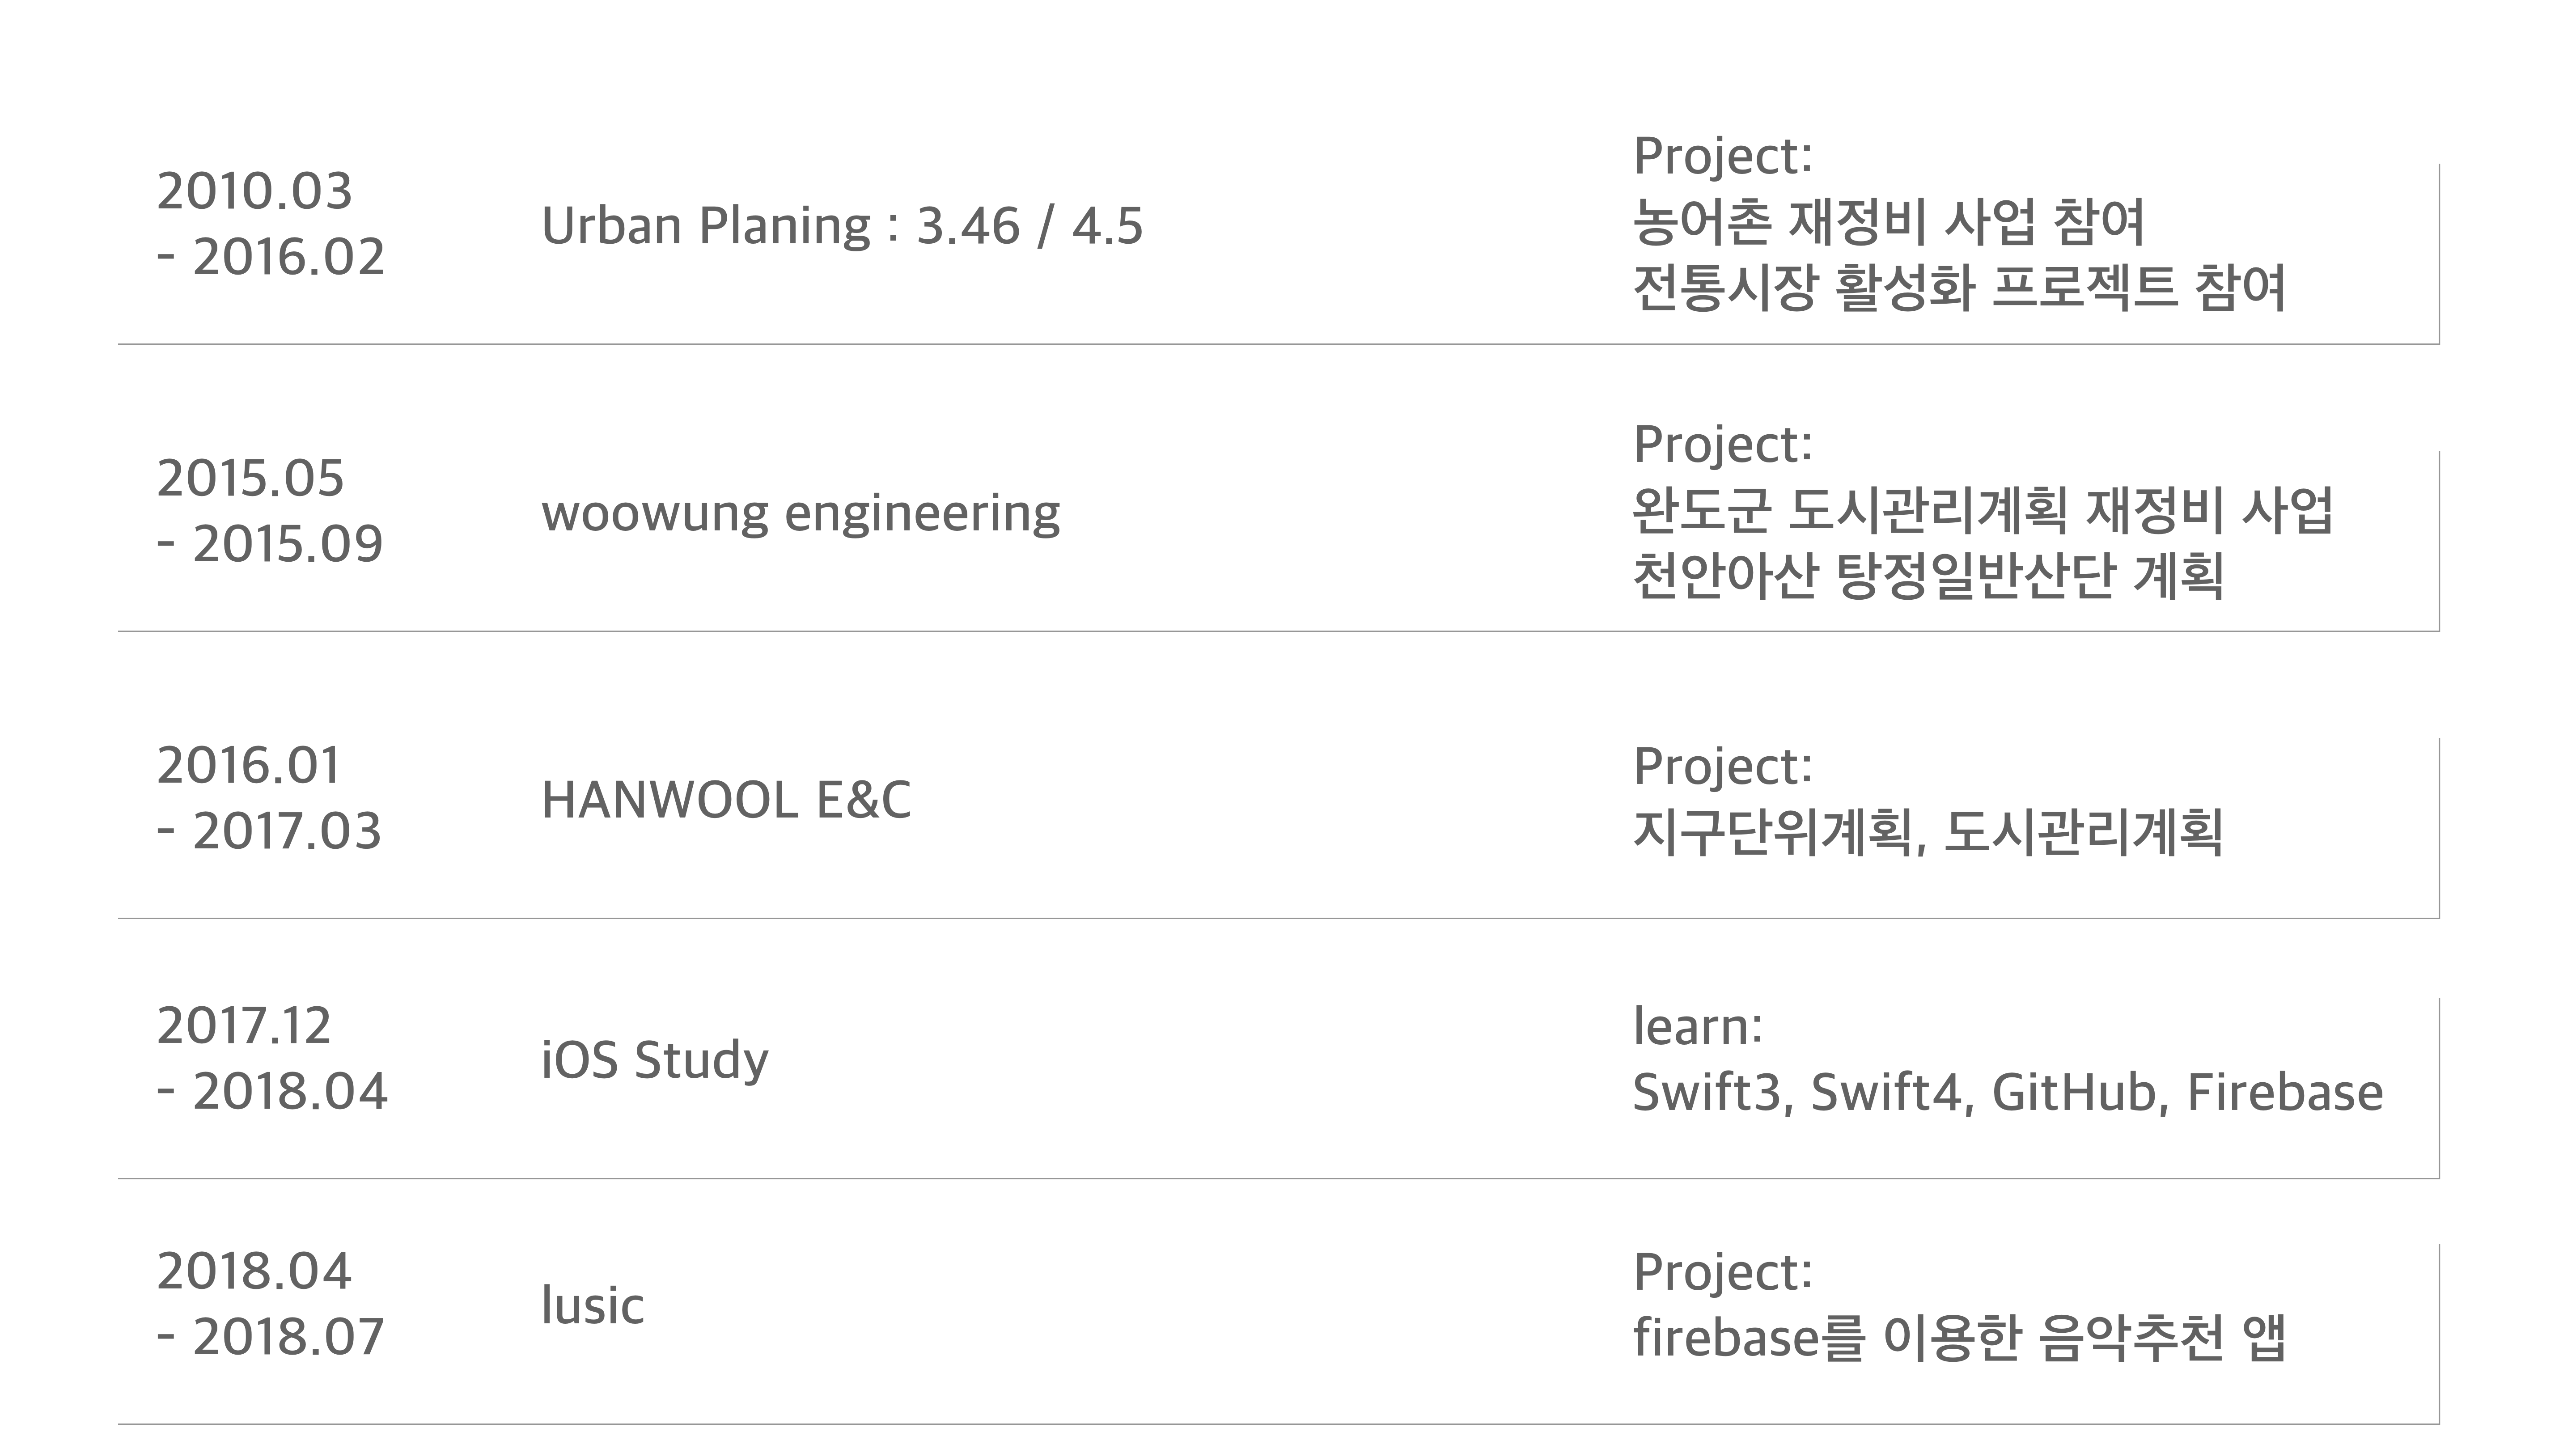 2010.03
- 2016.02
Urban Planing : 3.46 / 4.5
Project:
농어촌 재정비 사업 참여
전통시장 활성화 프로젝트 참여
2015.05
- 2015.09
woowung engineering
Project:
완도군 도시관리계획 재정비 사업
천안아산 탕정일반산단 계획
2016.01
- 2017.03
HANWOOL E&C
Project:
지구단위계획, 도시관리계획
2017.12
- 2018.04
iOS Study
learn:
Swift3, Swift4, GitHub, Firebase
2018.04
- 2018.07
lusic
Project:
firebase를 이용한 음악추천 앱